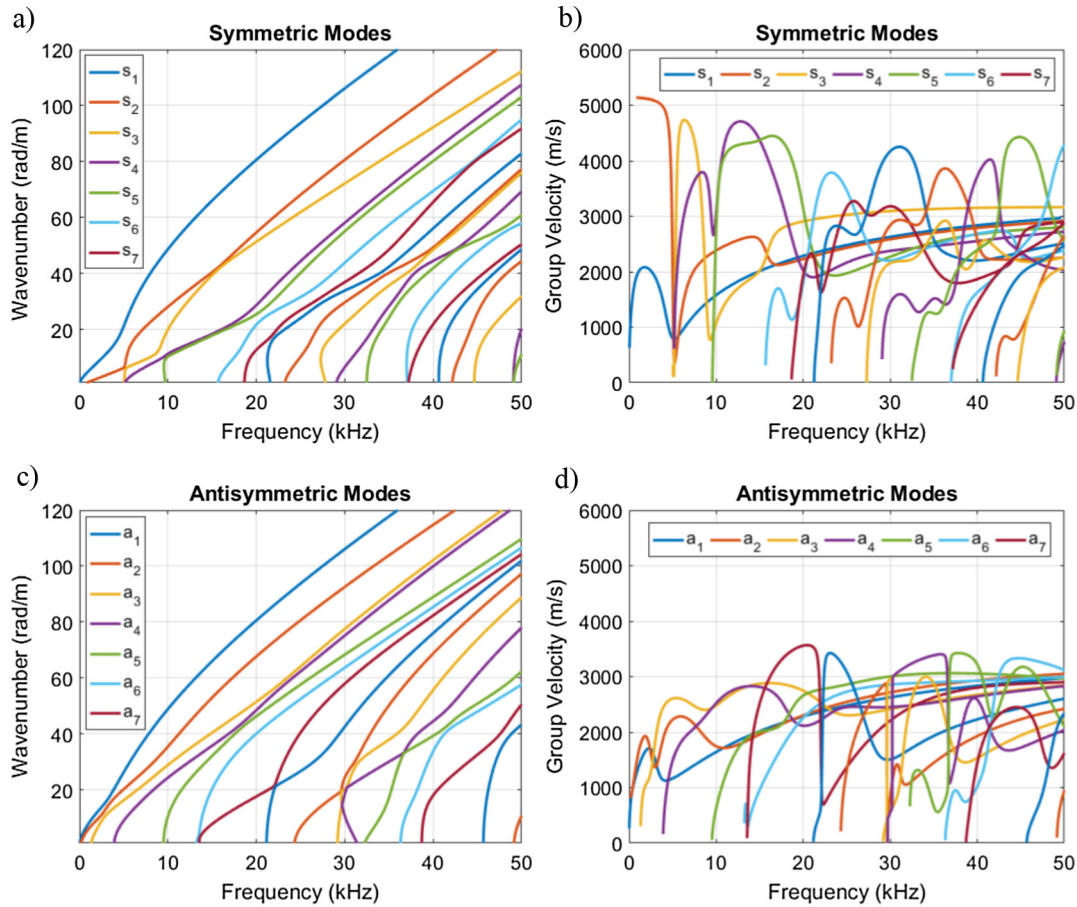 a)
Symmetric Modes
Wavenumber (rad/m)
120
100
80
60
40
20
s1
s2
s3
s4
s5
s6
s7
0 10 20 30 40 50
Frequency (kHz)
b)
Symmetric Modes
Group Velocity (m/s)
6000
5000
4000
3000
2000
1000
0
s1 s2 s3 s4 s5 s6 s7
0 10 20 30 40 50
Frequency (kHz)
c)
Antisymmetric Modes
Wavenumber (rad/m)
120
100
80
60
40
20
a1
a2
a3
a4
a5
a6
a7
0 10 20 30 40 50
Frequency (kHz)
d)
Antisymmetric Modes
Group Velocity (m/s)
6000
5000
4000
3000
2000
1000
0
a1 a2 a3 a4 a5 a6 a7
0 10 20 30 40 50
Frequency (kHz)